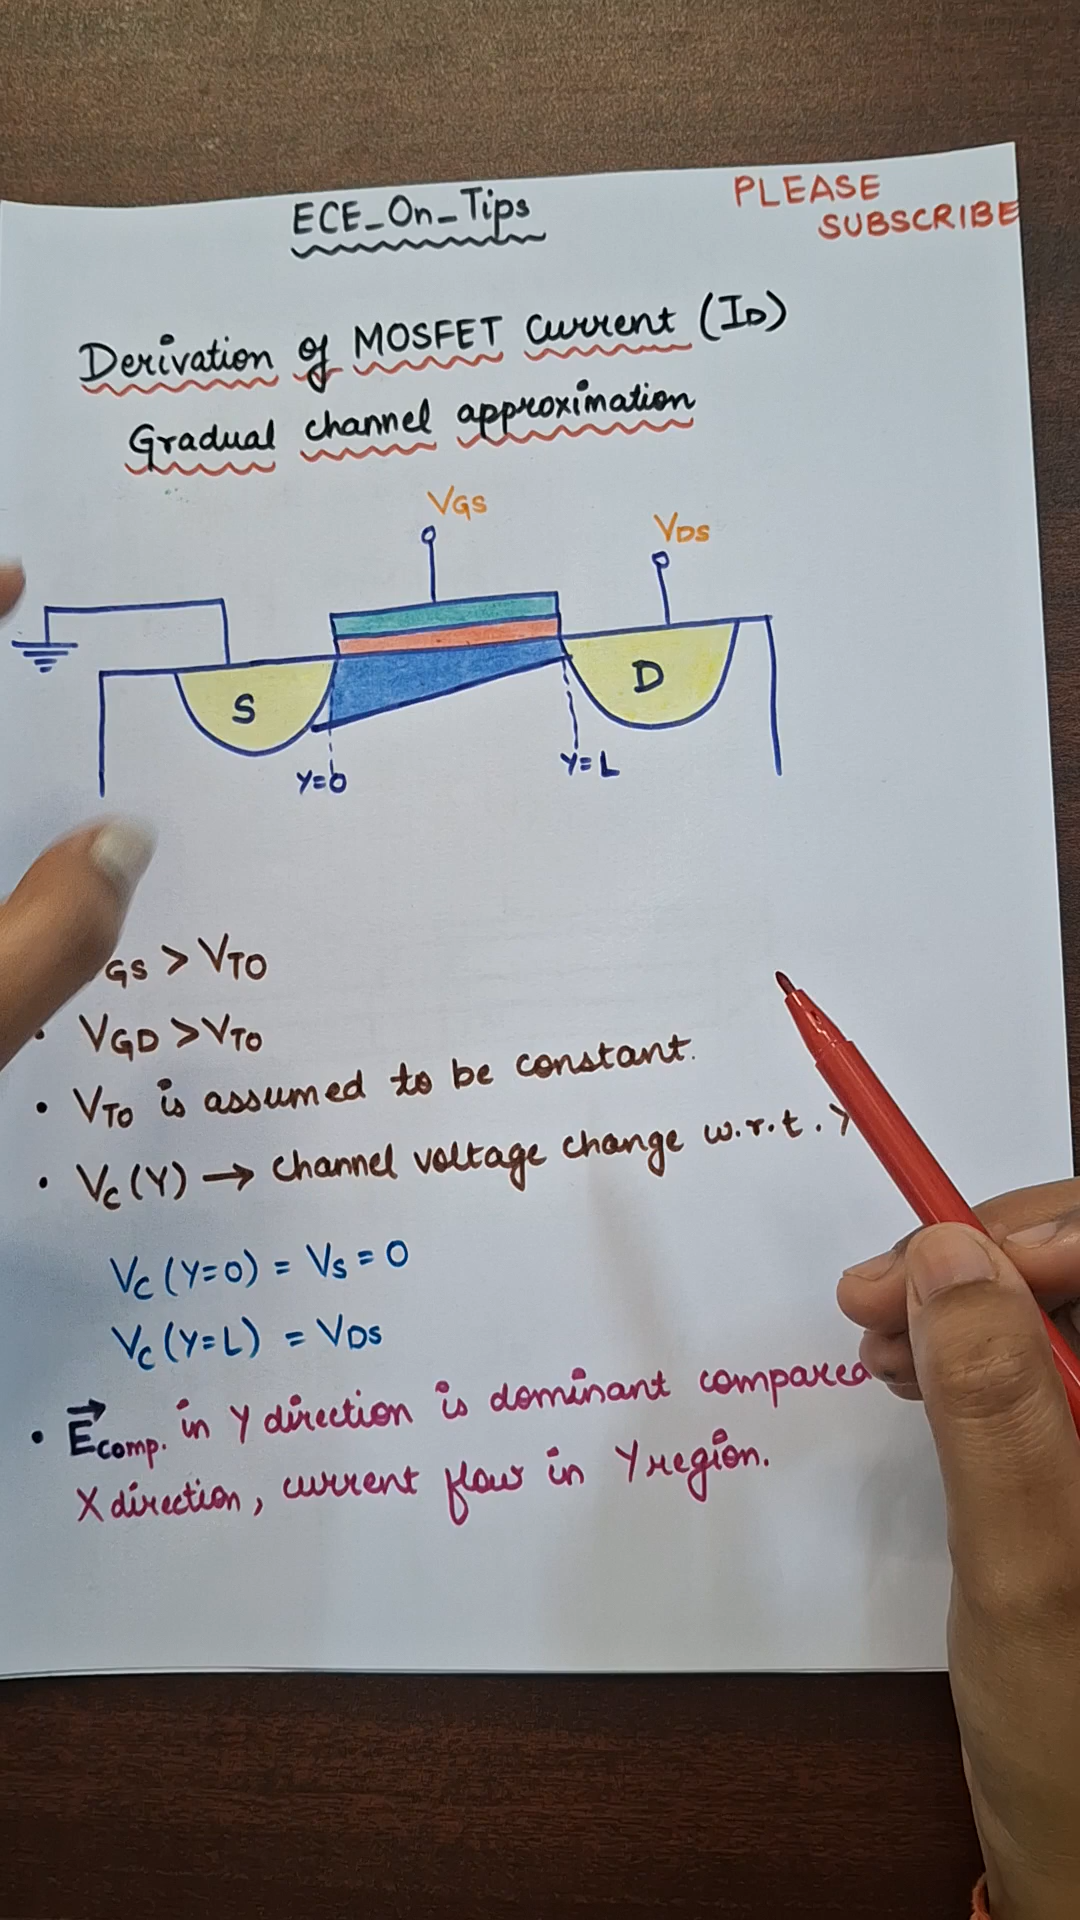 ECE_On_Tips
PLEASE
SUBSCRIBE
Derivation of MOSFET Current (ID)
Gradual channel approximation
VGS
VDS
S
D
Y=0
Y=L
GS > VTO
• VGD > VTO
• VTO is assumed to be constant.
• Vc (Y) → channel voltage change w.r.t. Y
Vc (Y=0) = Vs = 0
Vc (Y=L) = VDS
• E⃗comp. in Y direction is dominant compared
X direction, current flow in Y region.